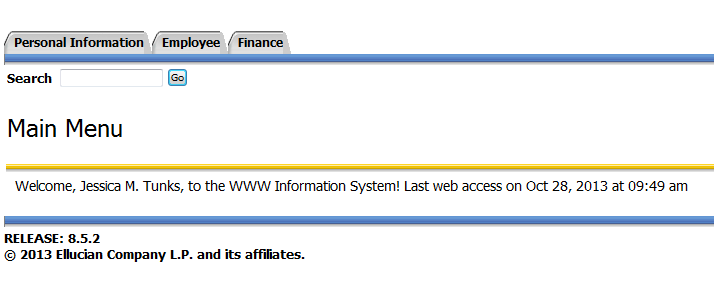 Personal Information Employee Finance
Search Go
Main Menu
Welcome, Jessica M. Tunks, to the WWW Information System! Last web access on Oct 28, 2013 at 09:49 am
RELEASE: 8.5.2
© 2013 Ellucian Company L.P. and its affiliates.